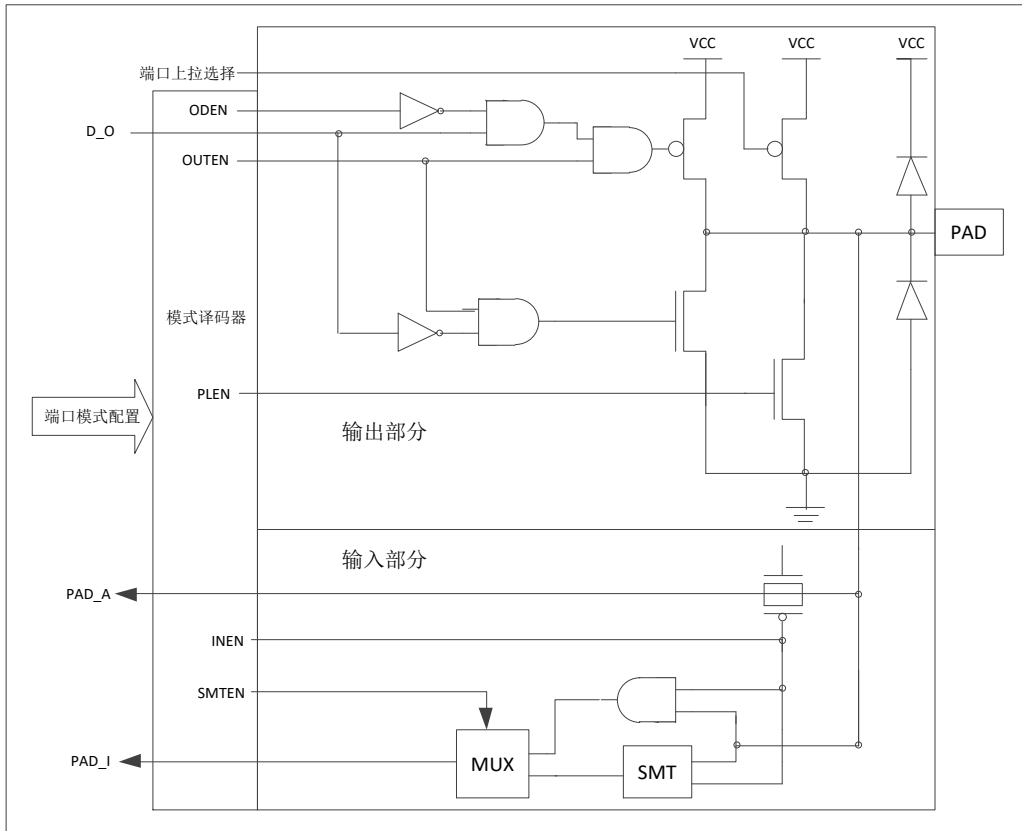 VCC
VCC
VCC
端口上拉选择
ODEN
D_O
OUTEN
PAD
模式译码器
PLEN
端口模式配置
输出部分
输入部分
PAD_A
INEN
SMTEN
PAD_I
MUX
SMT